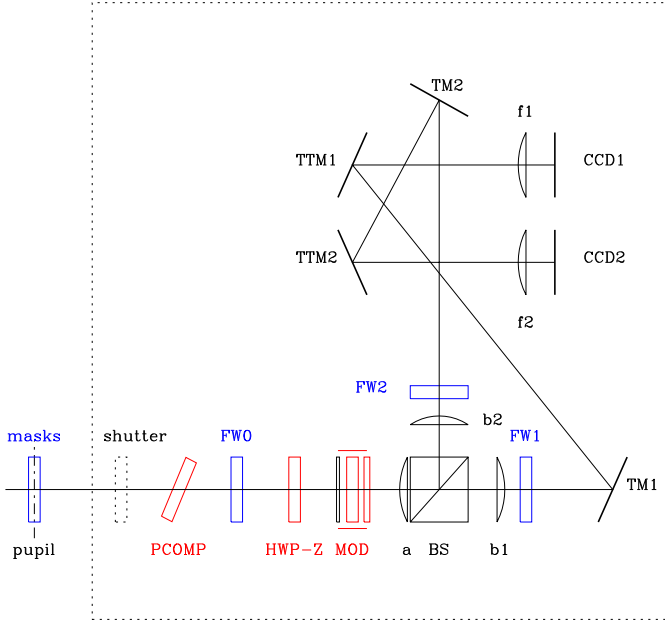 TM2
f1
TTM1
CCD1
TTM2
CCD2
f2
FW2
b2
masks
shutter
FW0
FW1
TM1
pupil
PCOMP
HWP-Z
MOD
a
BS
b1